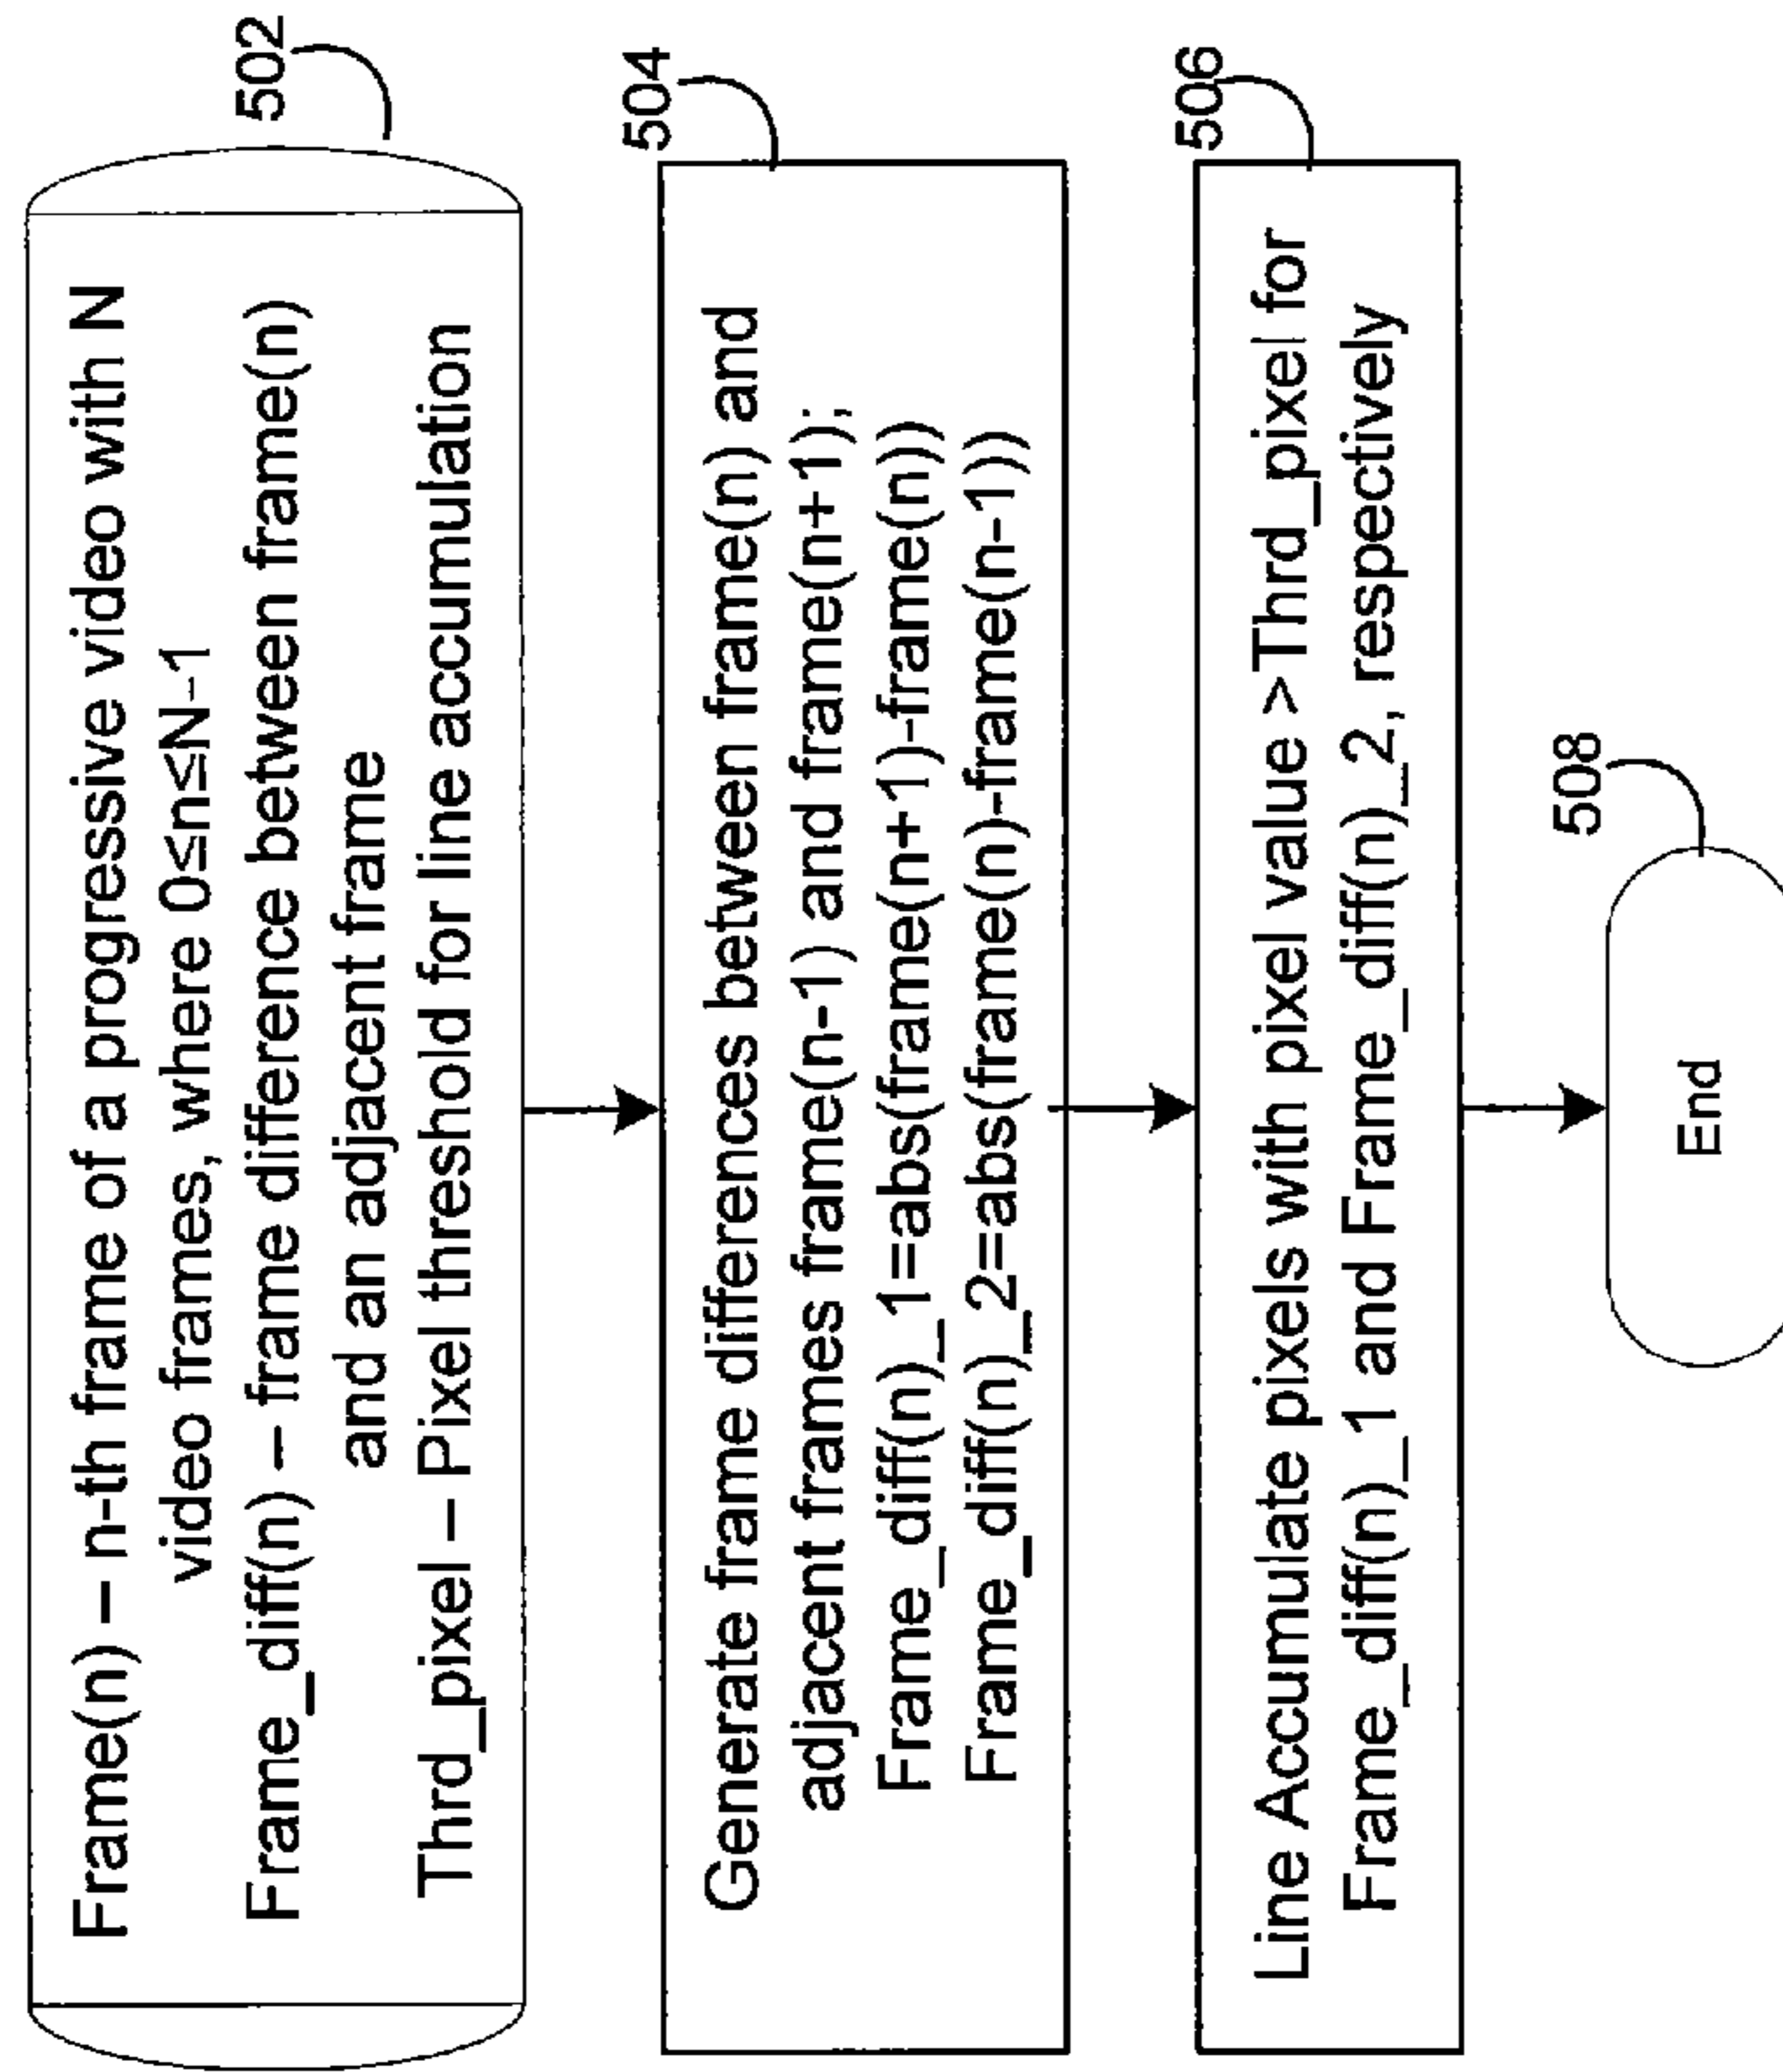 Frame(n) – n-th frame of a progressive video with N
video frames, where 0≤n≤N-1
Frame_diff(n) – frame difference between frame(n)
and an adjacent frame
Thrd_pixel – Pixel threshold for line accumulation
502
Generate frame differences between frame(n) and
adjacent frames frame(n-1) and frame(n+1);
Frame_diff(n)_1=abs(frame(n+1)-frame(n))
Frame_diff(n)_2=abs(frame(n)-frame(n-1))
504
Line Accumulate pixels with pixel value >Thrd_pixel for
Frame_diff(n)_1 and Frame_diff(n)_2, respectively
506
End
508